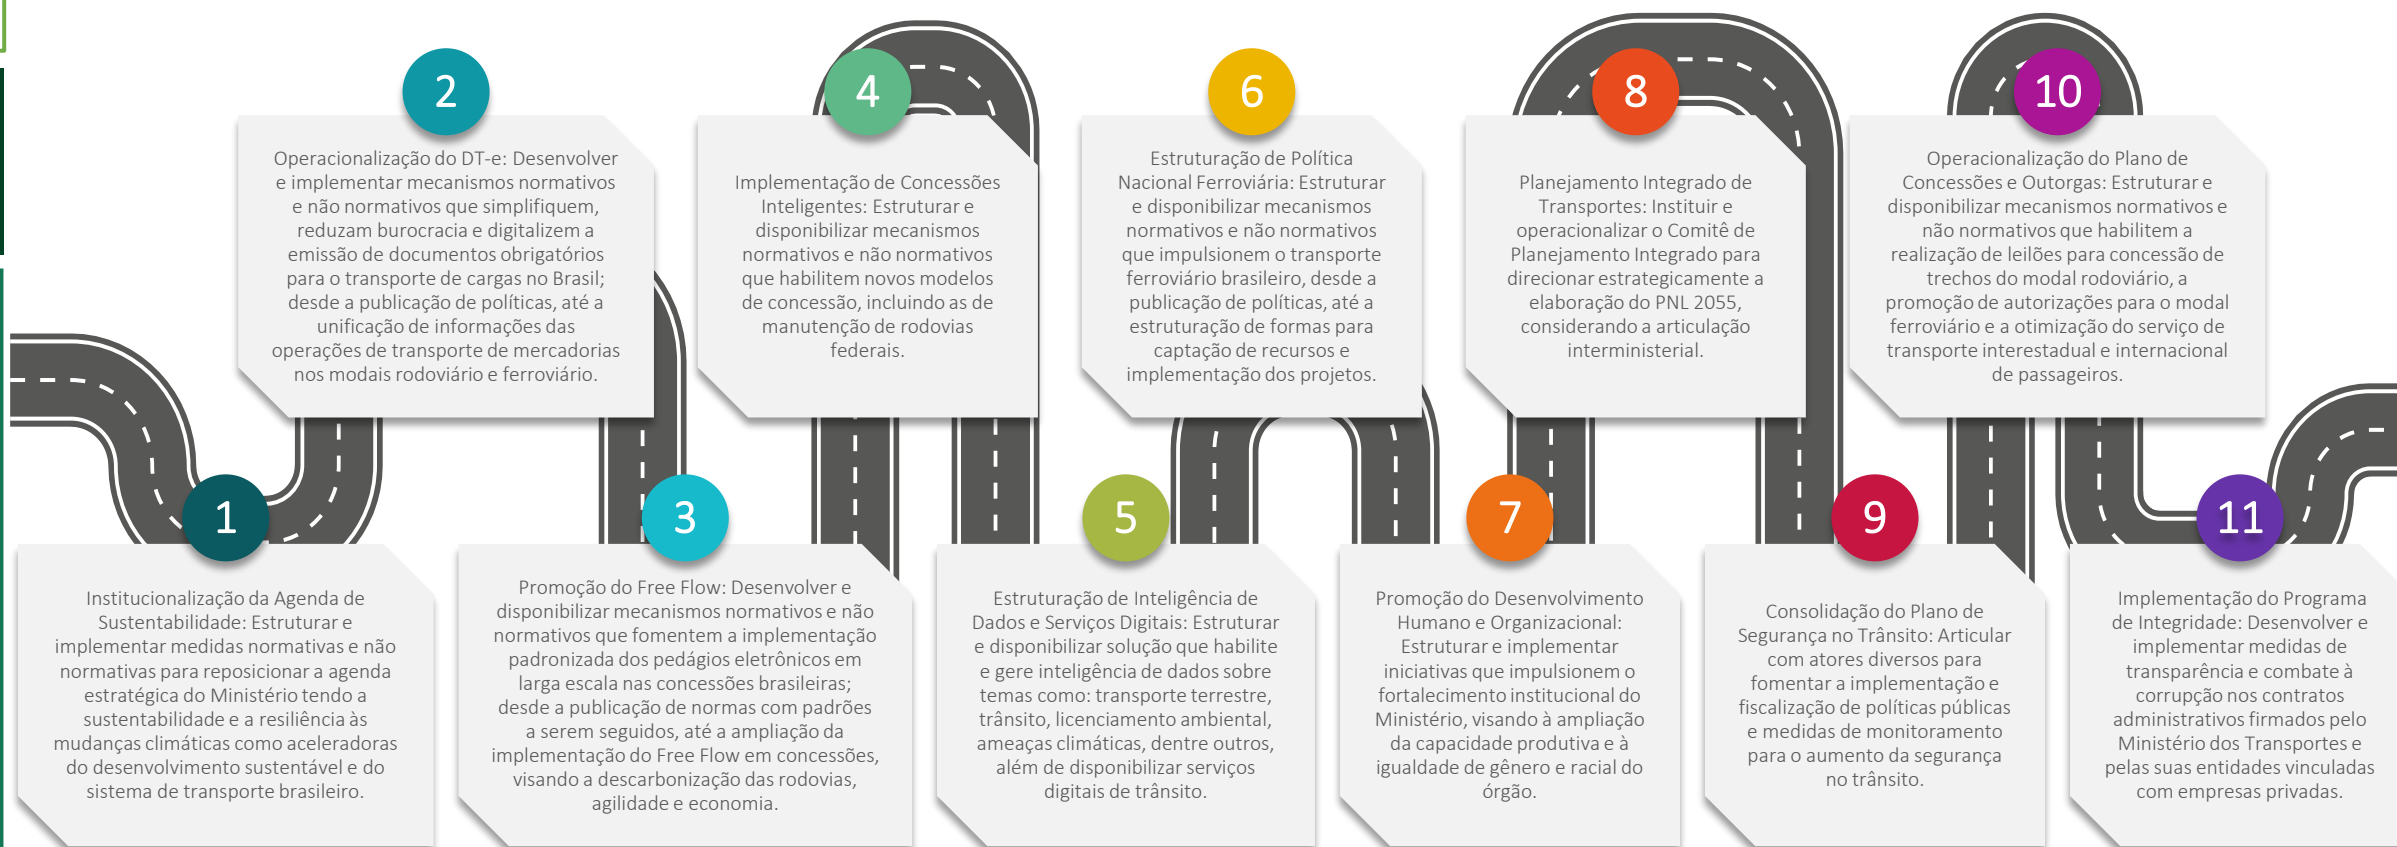 1
Institucionalização da Agenda de
Sustentabilidade: Estruturar e
implementar medidas normativas e não
normativas para reposicionar a agenda
estratégica do Ministério tendo a
sustentabilidade e a resiliência às
mudanças climáticas como aceleradoras
do desenvolvimento sustentável e do
sistema de transporte brasileiro.
2
Operacionalização do DT-e: Desenvolver
e implementar mecanismos normativos
e não normativos que simplifiquem,
reduzam burocracia e digitalizem a
emissão de documentos obrigatórios
para o transporte de cargas no Brasil;
desde a publicação de políticas, até a
unificação de informações das
operações de transporte de mercadorias
nos modais rodoviário e ferroviário.
3
Promoção do Free Flow: Desenvolver e
disponibilizar mecanismos normativos e não
normativos que fomentem a implementação
padronizada dos pedágios eletrônicos em
larga escala nas concessões brasileiras;
desde a publicação de normas com padrões
a serem seguidos, até a ampliação da
implementação do Free Flow em concessões,
visando a descarbonização das rodovias,
agilidade e economia.
4
Implementação de Concessões
Inteligentes: Estruturar e
disponibilizar mecanismos
normativos e não normativos
que habilitem novos modelos
de concessão, incluindo as de
manutenção de rodovias
federais.
5
Estruturação de Inteligência de
Dados e Serviços Digitais: Estruturar
e disponibilizar solução que habilite
e gere inteligência de dados sobre
temas como: transporte terrestre,
trânsito, licenciamento ambiental,
ameaças climáticas, dentre outros,
além de disponibilizar serviços
digitais de trânsito.
6
Estruturação de Política
Nacional Ferroviária: Estruturar
e disponibilizar mecanismos
normativos e não normativos
que impulsionem o transporte
ferroviário brasileiro, desde a
publicação de políticas, até a
estruturação de formas para
captação de recursos e
implementação dos projetos.
7
Promoção do Desenvolvimento
Humano e Organizacional:
Estruturar e implementar
iniciativas que impulsionem o
fortalecimento institucional do
Ministério, visando à ampliação
da capacidade produtiva e à
igualdade de gênero e racial do
órgão.
8
Planejamento Integrado de
Transportes: Instituir e
operacionalizar o Comitê de
Planejamento Integrado para
direcionar estrategicamente a
elaboração do PNL 2055,
considerando a articulação
interministerial.
9
Consolidação do Plano de
Segurança no Trânsito: Articular
com atores diversos para
fomentar a implementação e
fiscalização de políticas públicas
e medidas de monitoramento
para o aumento da segurança
no trânsito.
10
Operacionalização do Plano de
Concessões e Outorgas: Estruturar e
disponibilizar mecanismos normativos e
não normativos que habilitem a
realização de leilões para concessão de
trechos do modal rodoviário, a
promoção de autorizações para o modal
ferroviário e a otimização do serviço de
transporte interestadual e internacional
de passageiros.
11
Implementação do Programa
de Integridade: Desenvolver e
implementar medidas de
transparência e combate à
corrupção nos contratos
administrativos firmados pelo
Ministério dos Transportes e
pelas suas entidades vinculadas
com empresas privadas.